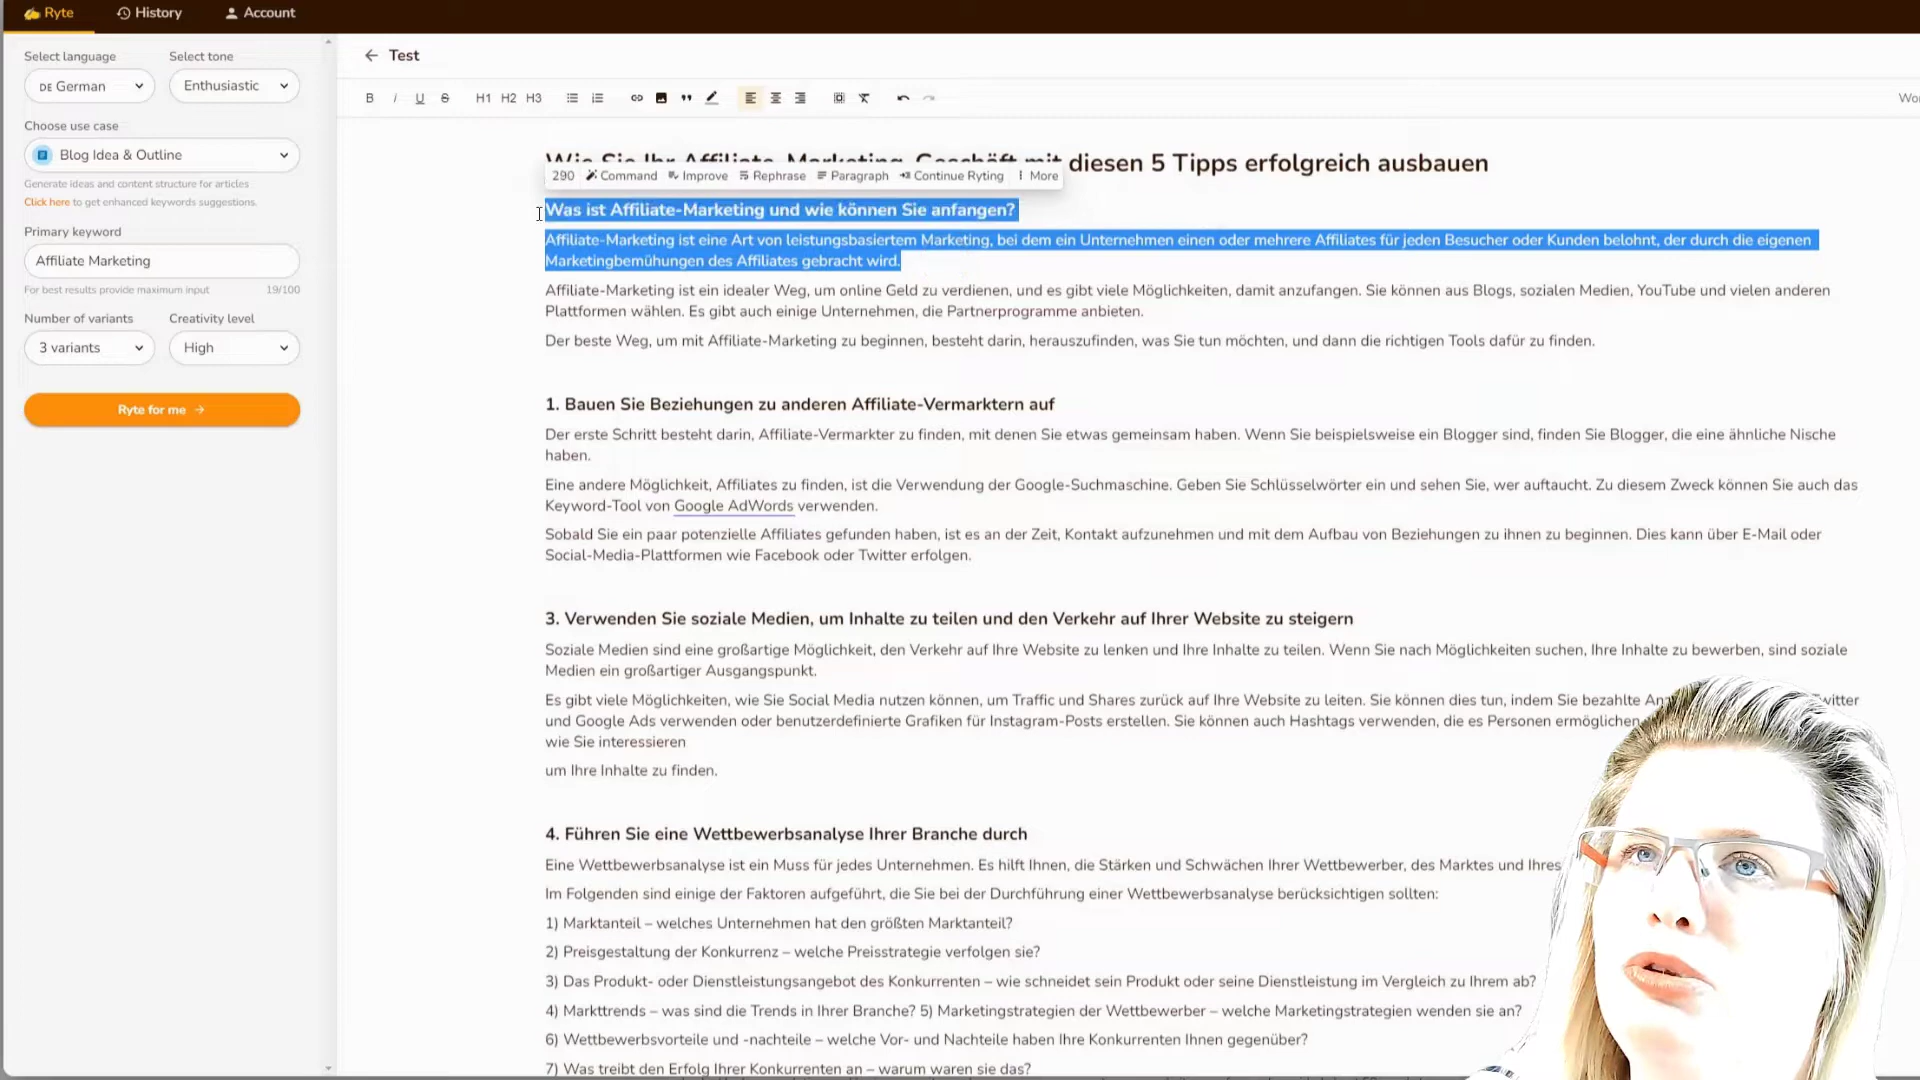 Ryte
History
Account
Select language
Select tone
DE German
Enthusiastic
Choose use case
Blog Idea & Outline
Generate ideas and content structure for articles
Click here to get enhanced keywords suggestions.
Primary keyword
Affiliate Marketing
For best results provide maximum input
19/100
Number of variants
Creativity level
3 variants
High
Ryte for me →
← Test
B i U S H1 H2 H3
Wie Sie Ihr Affiliate-Marketing-Geschäft mit diesen 5 Tipps erfolgreich ausbauen
290 Command Improve Rephrase Paragraph Continue Ryting More
Was ist Affiliate-Marketing und wie können Sie anfangen?
Affiliate-Marketing ist eine Art von leistungsbasiertem Marketing, bei dem ein Unternehmen einen oder mehrere Affiliates für jeden Besucher oder Kunden belohnt, der durch die eigenen
Marketingbemühungen des Affiliates gebracht wird.
Affiliate-Marketing ist ein idealer Weg, um online Geld zu verdienen, und es gibt viele Möglichkeiten, damit anzufangen. Sie können aus Blogs, sozialen Medien, YouTube und vielen anderen
Plattformen wählen. Es gibt auch einige Unternehmen, die Partnerprogramme anbieten.
Der beste Weg, um mit Affiliate-Marketing zu beginnen, besteht darin, herauszufinden, was Sie tun möchten, und dann die richtigen Tools dafür zu finden.
1. Bauen Sie Beziehungen zu anderen Affiliate-Vermarktern auf
Der erste Schritt besteht darin, Affiliate-Vermarkter zu finden, mit denen Sie etwas gemeinsam haben. Wenn Sie beispielsweise ein Blogger sind, finden Sie Blogger, die eine ähnliche Nische
haben.
Eine andere Möglichkeit, Affiliates zu finden, ist die Verwendung der Google-Suchmaschine. Geben Sie Schlüsselwörter ein und sehen Sie, wer auftaucht. Zu diesem Zweck können Sie auch das
Keyword-Tool von Google AdWords verwenden.
Sobald Sie ein paar potenzielle Affiliates gefunden haben, ist es an der Zeit, Kontakt aufzunehmen und mit dem Aufbau von Beziehungen zu ihnen zu beginnen. Dies kann über E-Mail oder
Social-Media-Plattformen wie Facebook oder Twitter erfolgen.
3. Verwenden Sie soziale Medien, um Inhalte zu teilen und den Verkehr auf Ihrer Website zu steigern
Soziale Medien sind eine großartige Möglichkeit, den Verkehr auf Ihre Website zu lenken und Ihre Inhalte zu teilen. Wenn Sie nach Möglichkeiten suchen, Ihre Inhalte zu bewerben, sind soziale
Medien ein großartiger Ausgangspunkt.
Es gibt viele Möglichkeiten, wie Sie Social Media nutzen können, um Traffic und Shares zurück auf Ihre Website zu leiten. Sie können dies tun, indem Sie bezahlte
und Google Ads verwenden oder benutzerdefinierte Grafiken für Instagram-Posts erstellen. Sie können auch Hashtags verwenden, die es Personen ermöglichen
wie Sie interessieren
um Ihre Inhalte zu finden.
4. Führen Sie eine Wettbewerbsanalyse Ihrer Branche durch
Eine Wettbewerbsanalyse ist ein Muss für jedes Unternehmen. Es hilft Ihnen, die Stärken und Schwächen Ihrer Wettbewerber, des Marktes und Ihres
Im Folgenden sind einige der Faktoren aufgeführt, die Sie bei der Durchführung einer Wettbewerbsanalyse berücksichtigen sollten:
1) Marktanteil – welches Unternehmen hat den größten Marktanteil?
2) Preisgestaltung der Konkurrenz – welche Preisstrategie verfolgen sie?
3) Das Produkt- oder Dienstleistungsangebot des Konkurrenten – wie schneidet sein Produkt oder seine Dienstleistung im Vergleich zu Ihrem ab?
4) Markttrends – was sind die Trends in Ihrer Branche? 5) Marketingstrategien der Wettbewerber – welche Marketingstrategien wenden sie an?
6) Wettbewerbsvorteile und -nachteile – welche Vor- und Nachteile haben Ihre Konkurrenten Ihnen gegenüber?
7) Was treibt den Erfolg Ihrer Konkurrenten an – warum waren sie das?